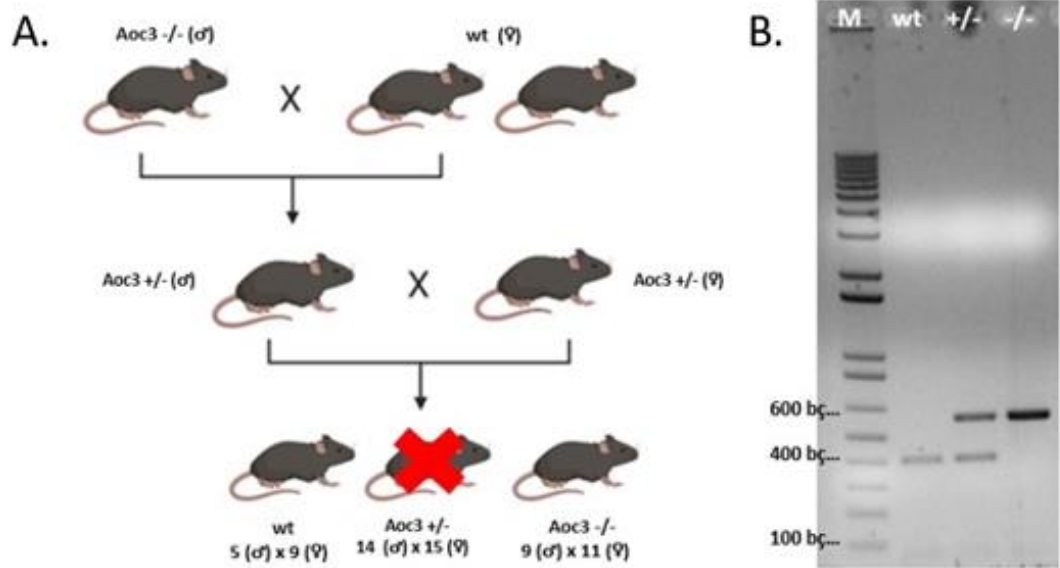 A.
Aoc3 -/- (♂)
wt (♀)
X
Aoc3 +/- (♂)
X
Aoc3 +/- (♀)
wt
5 (♂) x 9 (♀)
Aoc3 +/-
14 (♂) x 15 (♀)
Aoc3 -/-
9 (♂) x 11 (♀)
B.
M wt +/- -/-
600 bç...
400 bç...
100 bç...